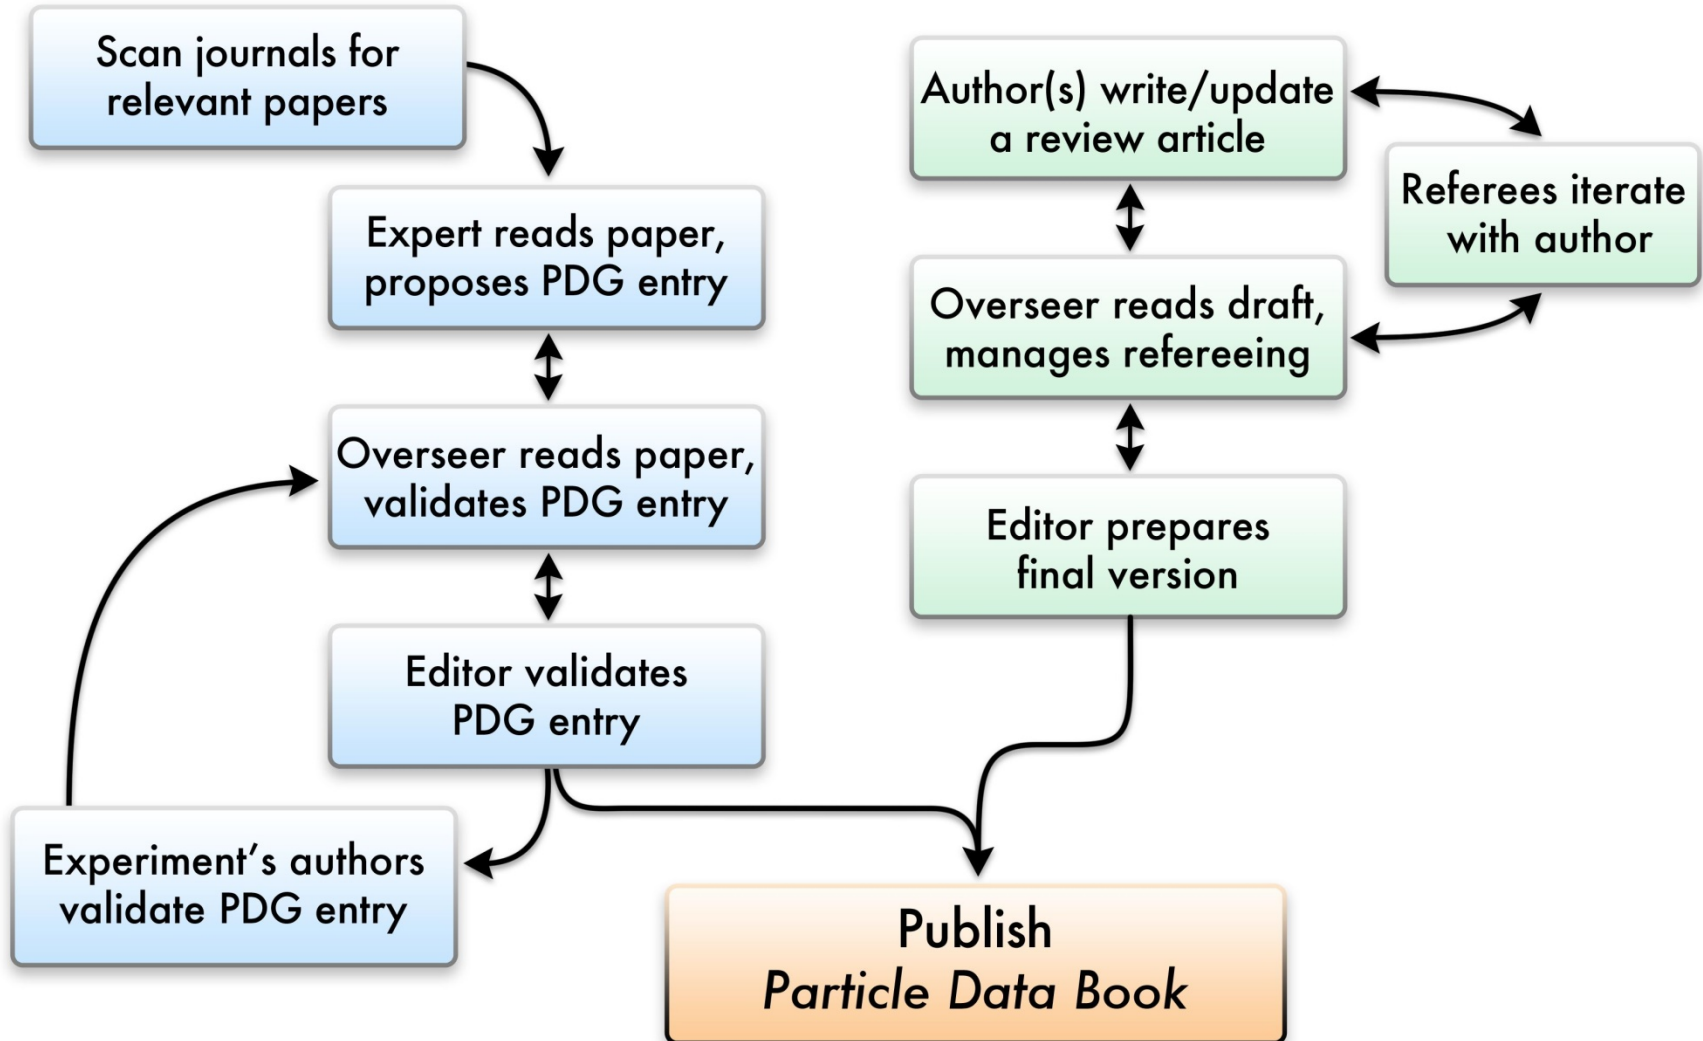 Scan journals for
relevant papers
Expert reads paper,
proposes PDG entry
Overseer reads paper,
validates PDG entry
Editor validates
PDG entry
Experiment’s authors
validate PDG entry
Author(s) write/update
a review article
Referees iterate
with author
Overseer reads draft,
manages refereeing
Editor prepares
final version
Publish
Particle Data Book